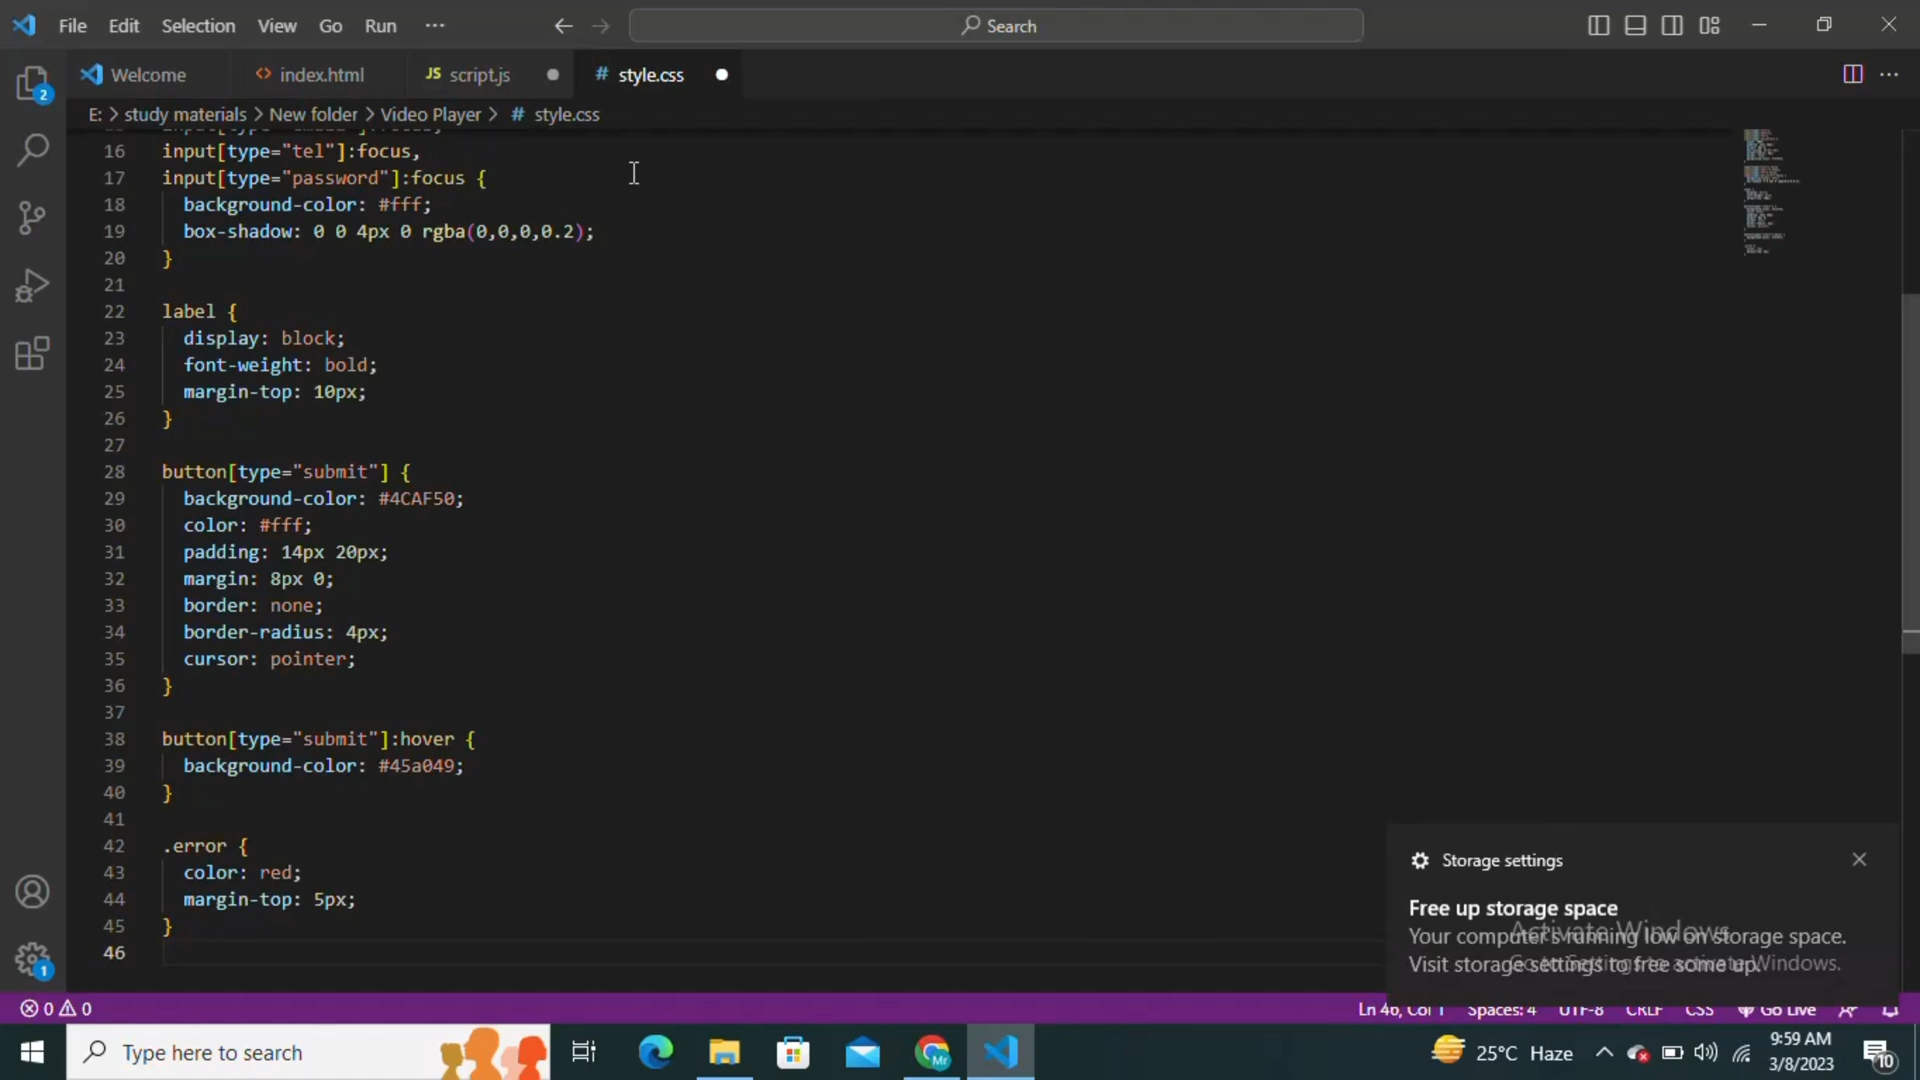 File Edit Selection View Go Run ··· Search
Welcome index.html JS script.js # style.css
E: > study materials > New folder > Video Player > # style.css
16 input[type="tel"]:focus,
17 input[type="password"]:focus {
18 background-color: #fff;
19 box-shadow: 0 0 4px 0 rgba(0,0,0,0.2);
20 }
21
22 label {
23 display: block;
24 font-weight: bold;
25 margin-top: 10px;
26 }
27
28 button[type="submit"] {
29 background-color: #4CAF50;
30 color: #fff;
31 padding: 14px 20px;
32 margin: 8px 0;
33 border: none;
34 border-radius: 4px;
35 cursor: pointer;
36 }
37
38 button[type="submit"]:hover {
39 background-color: #45a049;
40 }
41
42 .error {
43 color: red;
44 margin-top: 5px;
45 }
46
2
1
Storage settings
Free up storage space
Your computer's running low on storage space.
Visit storage settings to free some up.
Activate Windows
Go to Settings to activate Windows.
0 0 Ln 46, Col 1 Spaces: 4 UTF-8 CRLF CSS Go Live
Type here to search
25°C Haze
9:59 AM
3/8/2023
10